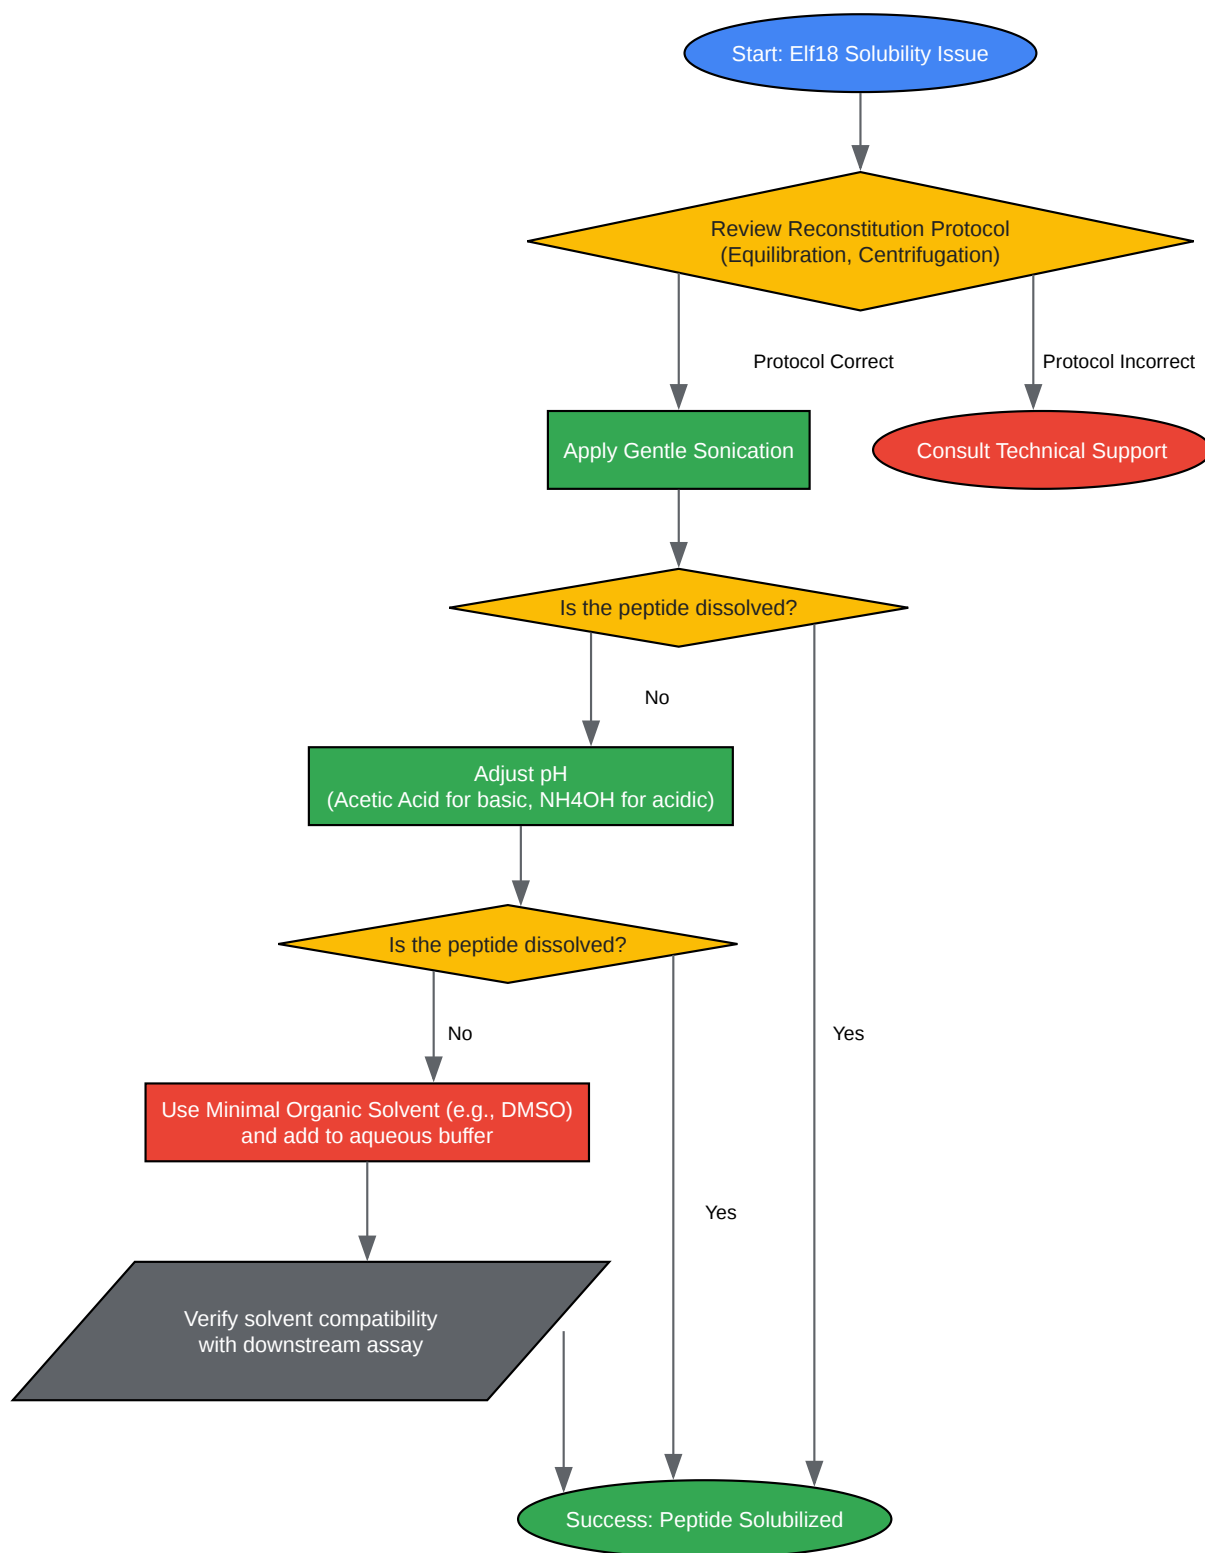 Start: Elf18 Solubility Issue
Review Reconstitution Protocol
(Equilibration, Centrifugation)
Protocol Correct
Protocol Incorrect
Apply Gentle Sonication
Consult Technical Support
Is the peptide dissolved?
No
Adjust pH
(Acetic Acid for basic, NH4OH for acidic)
Is the peptide dissolved?
No
Yes
Use Minimal Organic Solvent (e.g., DMSO)
and add to aqueous buffer
Yes
Verify solvent compatibility
with downstream assay
Success: Peptide Solubilized